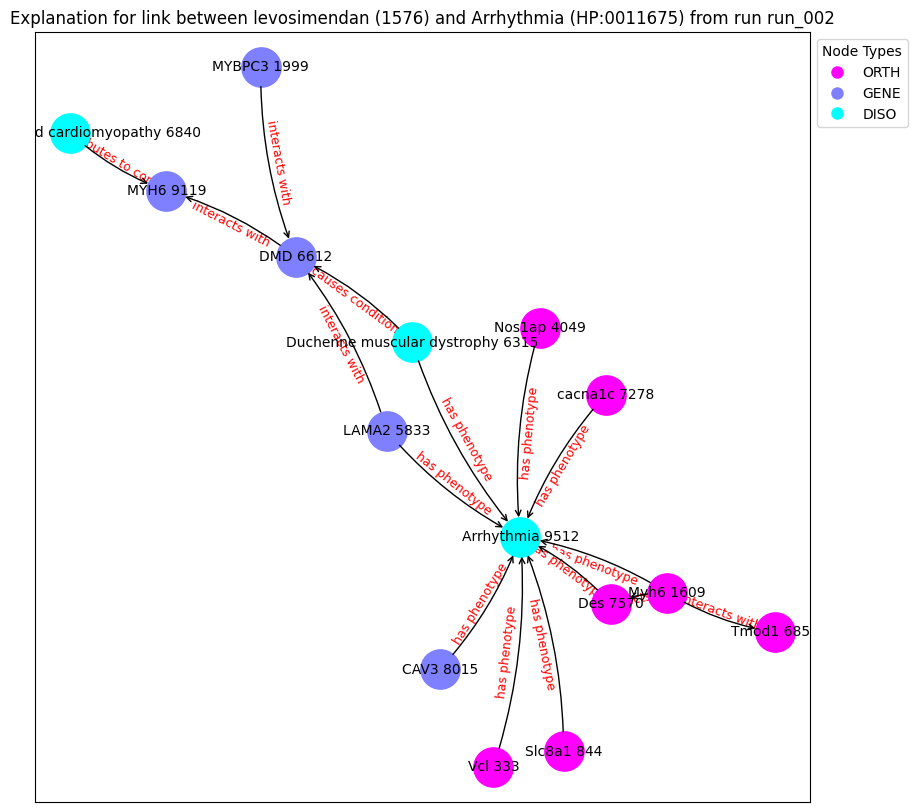 Explanation for link between levosimendan (1576) and Arrhythmia (HP:0011675) from run run_002
Node Types
ORTH
GENE
DISO
MYBPC3 1999
d cardiomyopathy 6840
interacts with
MYH6 9119
interacts with
DMD 6612
causes condition
Nos1ap 4049
Duchenne muscular dystrophy 6315
interacts with
cacna1c 7278
LAMA2 5833
has phenotype
has phenotype
has phenotype
has phenotype
Arrhythmia 9512
has phenotype
has phenotype
Myh6 1609
Des 7570
interacts with
Tmod1 685
has phenotype
CAV3 8015
has phenotype
has phenotype
Slc8a1 844
Vcl 333